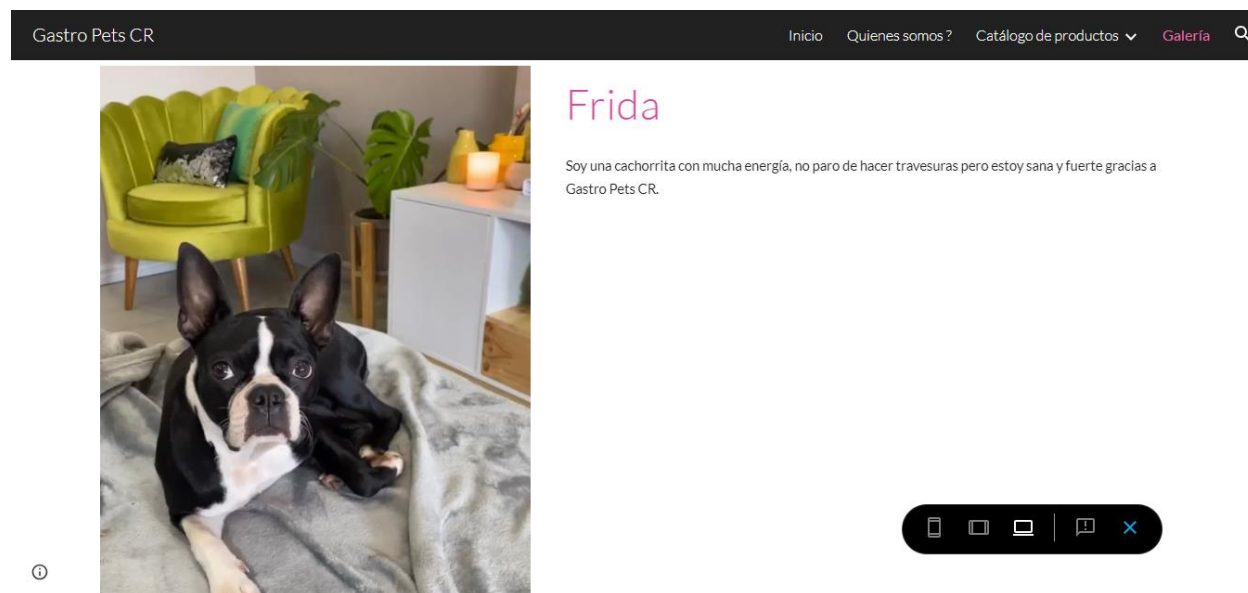 Gastro Pets CR
Inicio Quienes somos ? Catálogo de productos Galería
Frida
Soy una cachorrita con mucha energía, no paro de hacer travesuras pero estoy sana y fuerte gracias a
Gastro Pets CR.